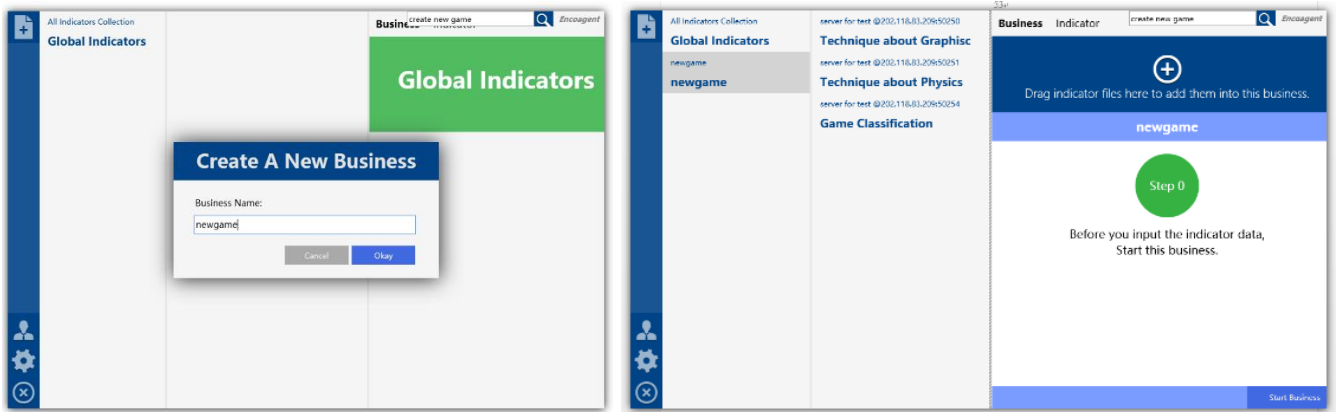 All Indicators Collection
Global Indicators
Business
create new game
Encoagent
Global Indicators
Create A New Business
Business Name:
newgame
Cancel
Okay
53
All Indicators Collection
Global Indicators
newgame
newgame
server for test @202.118.83.209:50250
Technique about Graphisc
server for test @202.118.83.209:50251
Technique about Physics
server for test @202.118.83.209:50254
Game Classification
Business Indicator
create new game
Encoagent
Drag indicator files here to add them into this business.
newgame
Step 0
Before you input the indicator data,
Start this business.
Start Business